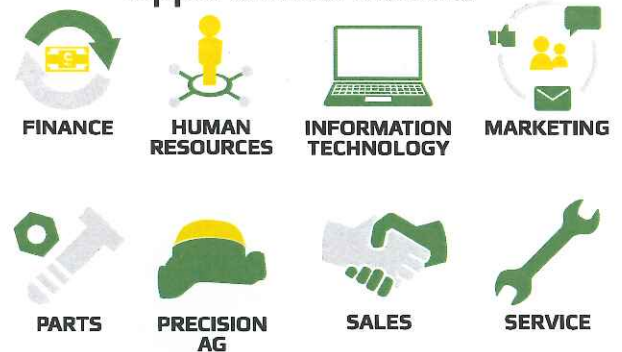 FINANCE
HUMAN
RESOURCES
INFORMATION
TECHNOLOGY
MARKETING
PARTS
PRECISION
AG
SALES
SERVICE